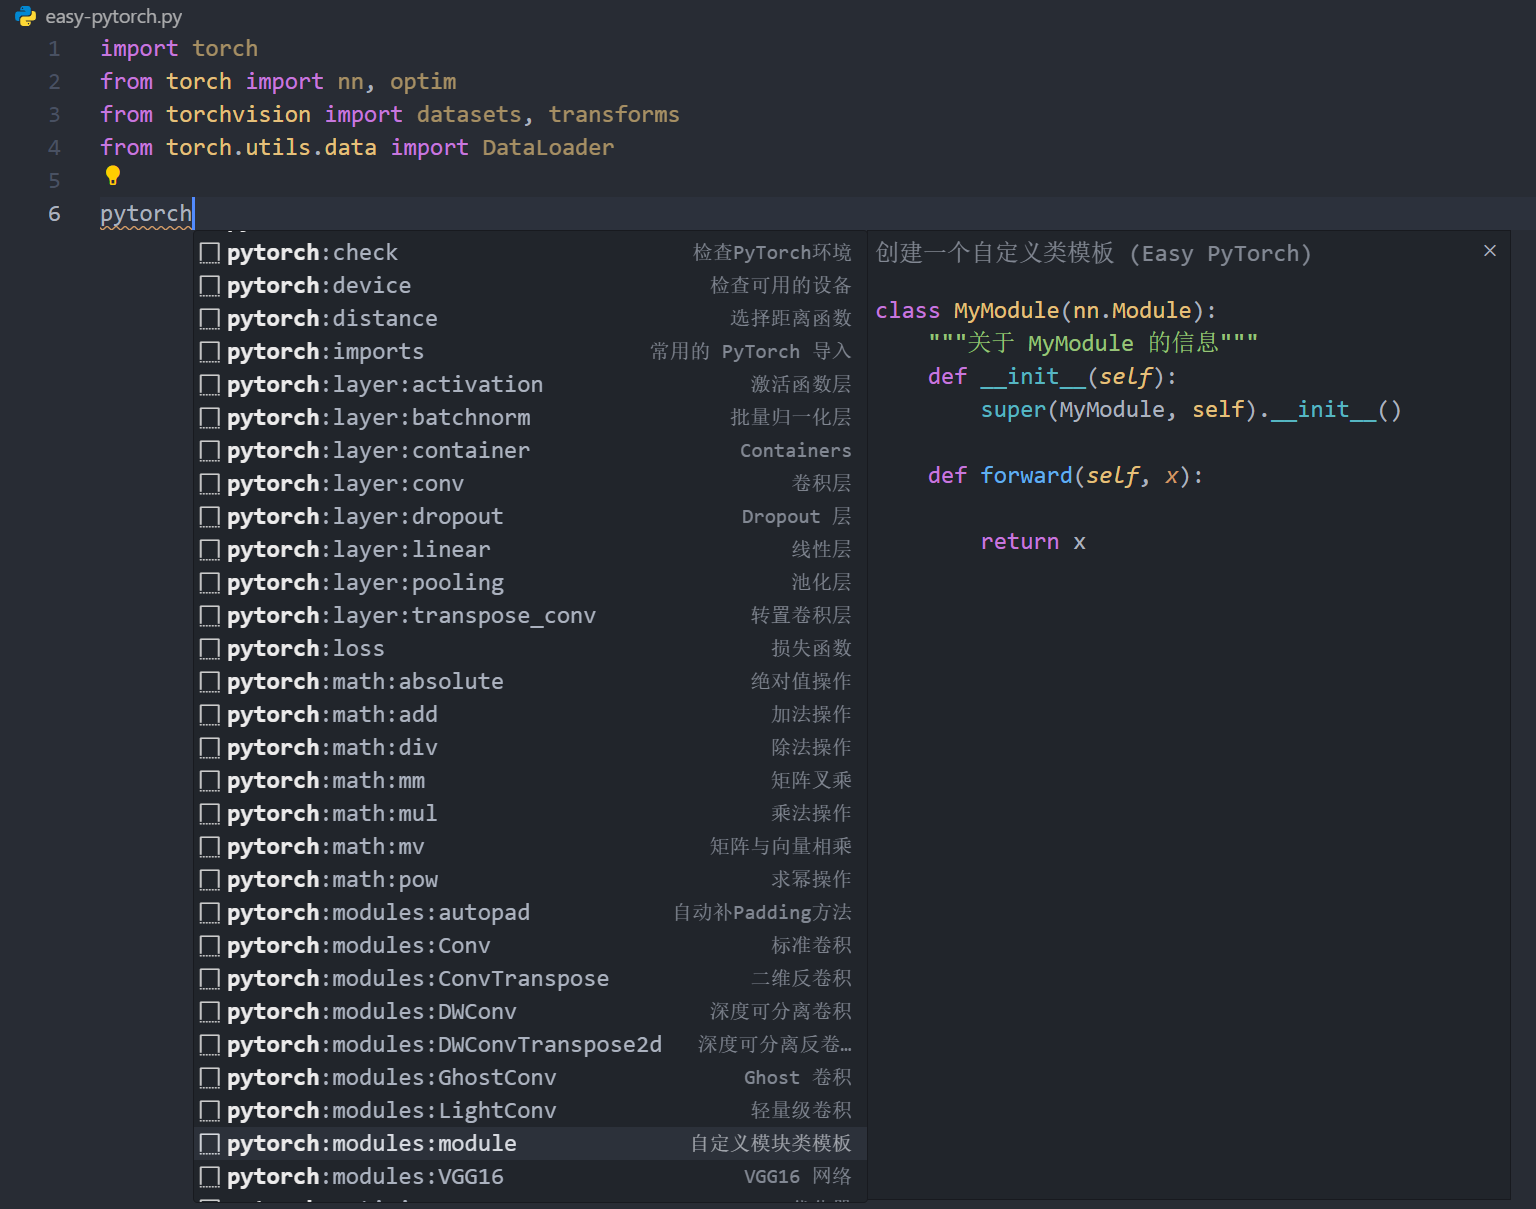 easy-pytorch.py
1 import torch
2 from torch import nn, optim
3 from torchvision import datasets, transforms
4 from torch.utils.data import DataLoader
5
6 pytorch
pytorch:check 检查PyTorch环境
pytorch:device 检查可用的设备
pytorch:distance 选择距离函数
pytorch:imports 常用的 PyTorch 导入
pytorch:layer:activation 激活函数层
pytorch:layer:batchnorm 批量归一化层
pytorch:layer:container Containers
pytorch:layer:conv 卷积层
pytorch:layer:dropout Dropout 层
pytorch:layer:linear 线性层
pytorch:layer:pooling 池化层
pytorch:layer:transpose_conv 转置卷积层
pytorch:loss 损失函数
pytorch:math:absolute 绝对值操作
pytorch:math:add 加法操作
pytorch:math:div 除法操作
pytorch:math:mm 矩阵叉乘
pytorch:math:mul 乘法操作
pytorch:math:mv 矩阵与向量相乘
pytorch:math:pow 求幂操作
pytorch:modules:autopad 自动补Padding方法
pytorch:modules:Conv 标准卷积
pytorch:modules:ConvTranspose 二维反卷积
pytorch:modules:DWConv 深度可分离卷积
pytorch:modules:DWConvTranspose2d 深度可分离反卷…
pytorch:modules:GhostConv Ghost 卷积
pytorch:modules:LightConv 轻量级卷积
pytorch:modules:module 自定义模块类模板
pytorch:modules:VGG16 VGG16 网络
创建一个自定义类模板 (Easy PyTorch)
class MyModule(nn.Module):
"""关于 MyModule 的信息"""
def __init__(self):
super(MyModule, self).__init__()
def forward(self, x):
return x